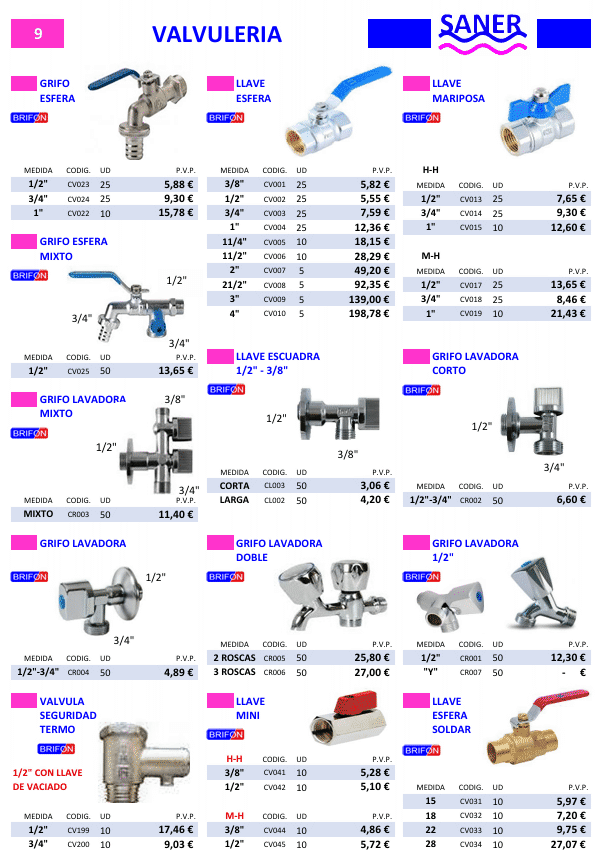 9
VALVULERIA
SANER
GRIFO
ESFERA
BRIFON
MEDIDA CODIG. UD P.V.P.
1/2" CV023 25 5,88 €
3/4" CV024 25 9,30 €
1" CV022 10 15,78 €
LLAVE
ESFERA
BRIFON
MEDIDA CODIG. UD P.V.P.
3/8" CV001 25 5,82 €
1/2" CV002 25 5,55 €
3/4" CV003 25 7,59 €
1" CV004 25 12,36 €
11/4" CV005 10 18,15 €
11/2" CV006 10 28,29 €
2" CV007 5 49,20 €
21/2" CV008 5 92,35 €
3" CV009 5 139,00 €
4" CV010 5 198,78 €
LLAVE
MARIPOSA
BRIFON
H-H
MEDIDA CODIG. UD P.V.P.
1/2" CV013 25 7,65 €
3/4" CV014 25 9,30 €
1" CV015 10 12,60 €
M-H
MEDIDA CODIG. UD P.V.P.
1/2" CV017 25 13,65 €
3/4" CV018 25 8,46 €
1" CV019 10 21,43 €
GRIFO ESFERA
MIXTO
BRIFON
1/2"
3/4"
3/4"
MEDIDA CODIG. UD P.V.P.
1/2" CV025 50 13,65 €
GRIFO LAVADORA
MIXTO
BRIFON
3/8"
1/2"
3/4"
MEDIDA CODIG. UD P.V.P.
MIXTO CR003 50 11,40 €
LLAVE ESCUADRA
1/2" - 3/8"
BRIFON
1/2"
3/8"
MEDIDA CODIG. UD P.V.P.
CORTA CL003 50 3,06 €
LARGA CL002 50 4,20 €
GRIFO LAVADORA
CORTO
BRIFON
1/2"
3/4"
MEDIDA CODIG. UD P.V.P.
1/2"-3/4" CR002 50 6,60 €
GRIFO LAVADORA
BRIFON
1/2"
3/4"
MEDIDA CODIG. UD P.V.P.
1/2"-3/4" CR004 50 4,89 €
GRIFO LAVADORA
DOBLE
BRIFON
MEDIDA CODIG. UD P.V.P.
2 ROSCAS CR005 50 25,80 €
3 ROSCAS CR006 50 27,00 €
GRIFO LAVADORA
1/2"
BRIFON
MEDIDA CODIG. UD P.V.P.
1/2" CR001 50 12,30 €
"Y" CR007 50 - €
VALVULA
SEGURIDAD
TERMO
BRIFON
1/2" CON LLAVE
DE VACIADO
MEDIDA CODIG. UD P.V.P.
1/2" CV199 10 17,46 €
3/4" CV200 10 9,03 €
LLAVE
MINI
BRIFON
MEDIDA CODIG. UD P.V.P.
H-H
3/8" CV041 10 5,28 €
1/2" CV042 10 5,10 €
M-H
3/8" CV044 10 4,86 €
1/2" CV045 10 5,72 €
LLAVE
ESFERA
SOLDAR
BRIFON
MEDIDA CODIG. UD P.V.P.
15 CV031 10 5,97 €
18 CV032 10 7,20 €
22 CV033 10 9,75 €
28 CV034 10 27,07 €